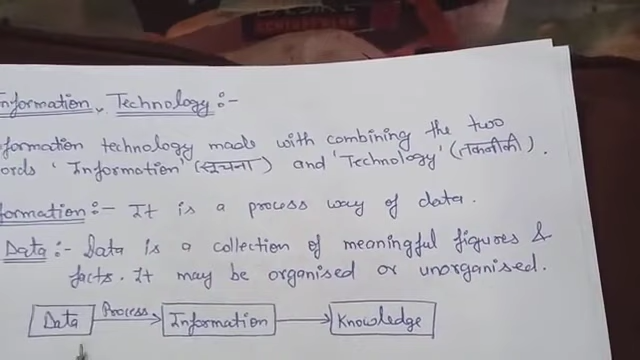 nformation Technology :-
formation technology made with combining the two
ords 'Information' (सूचना) and 'Technology' (तकनीकी).
formation :- It is a process way of data.
Data :- Data is a collection of meaningful figures &
facts. It may be organised or unorganised.
Data Process Information Knowledge